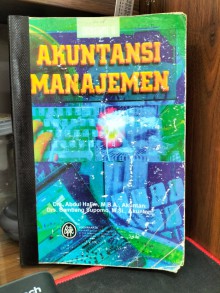 AKUNTANSI
MANAJEMEN
Drs. Abdul Halim, M.B.A., Akuntan
Drs. Bambang Supomo, M.Si., Akuntan